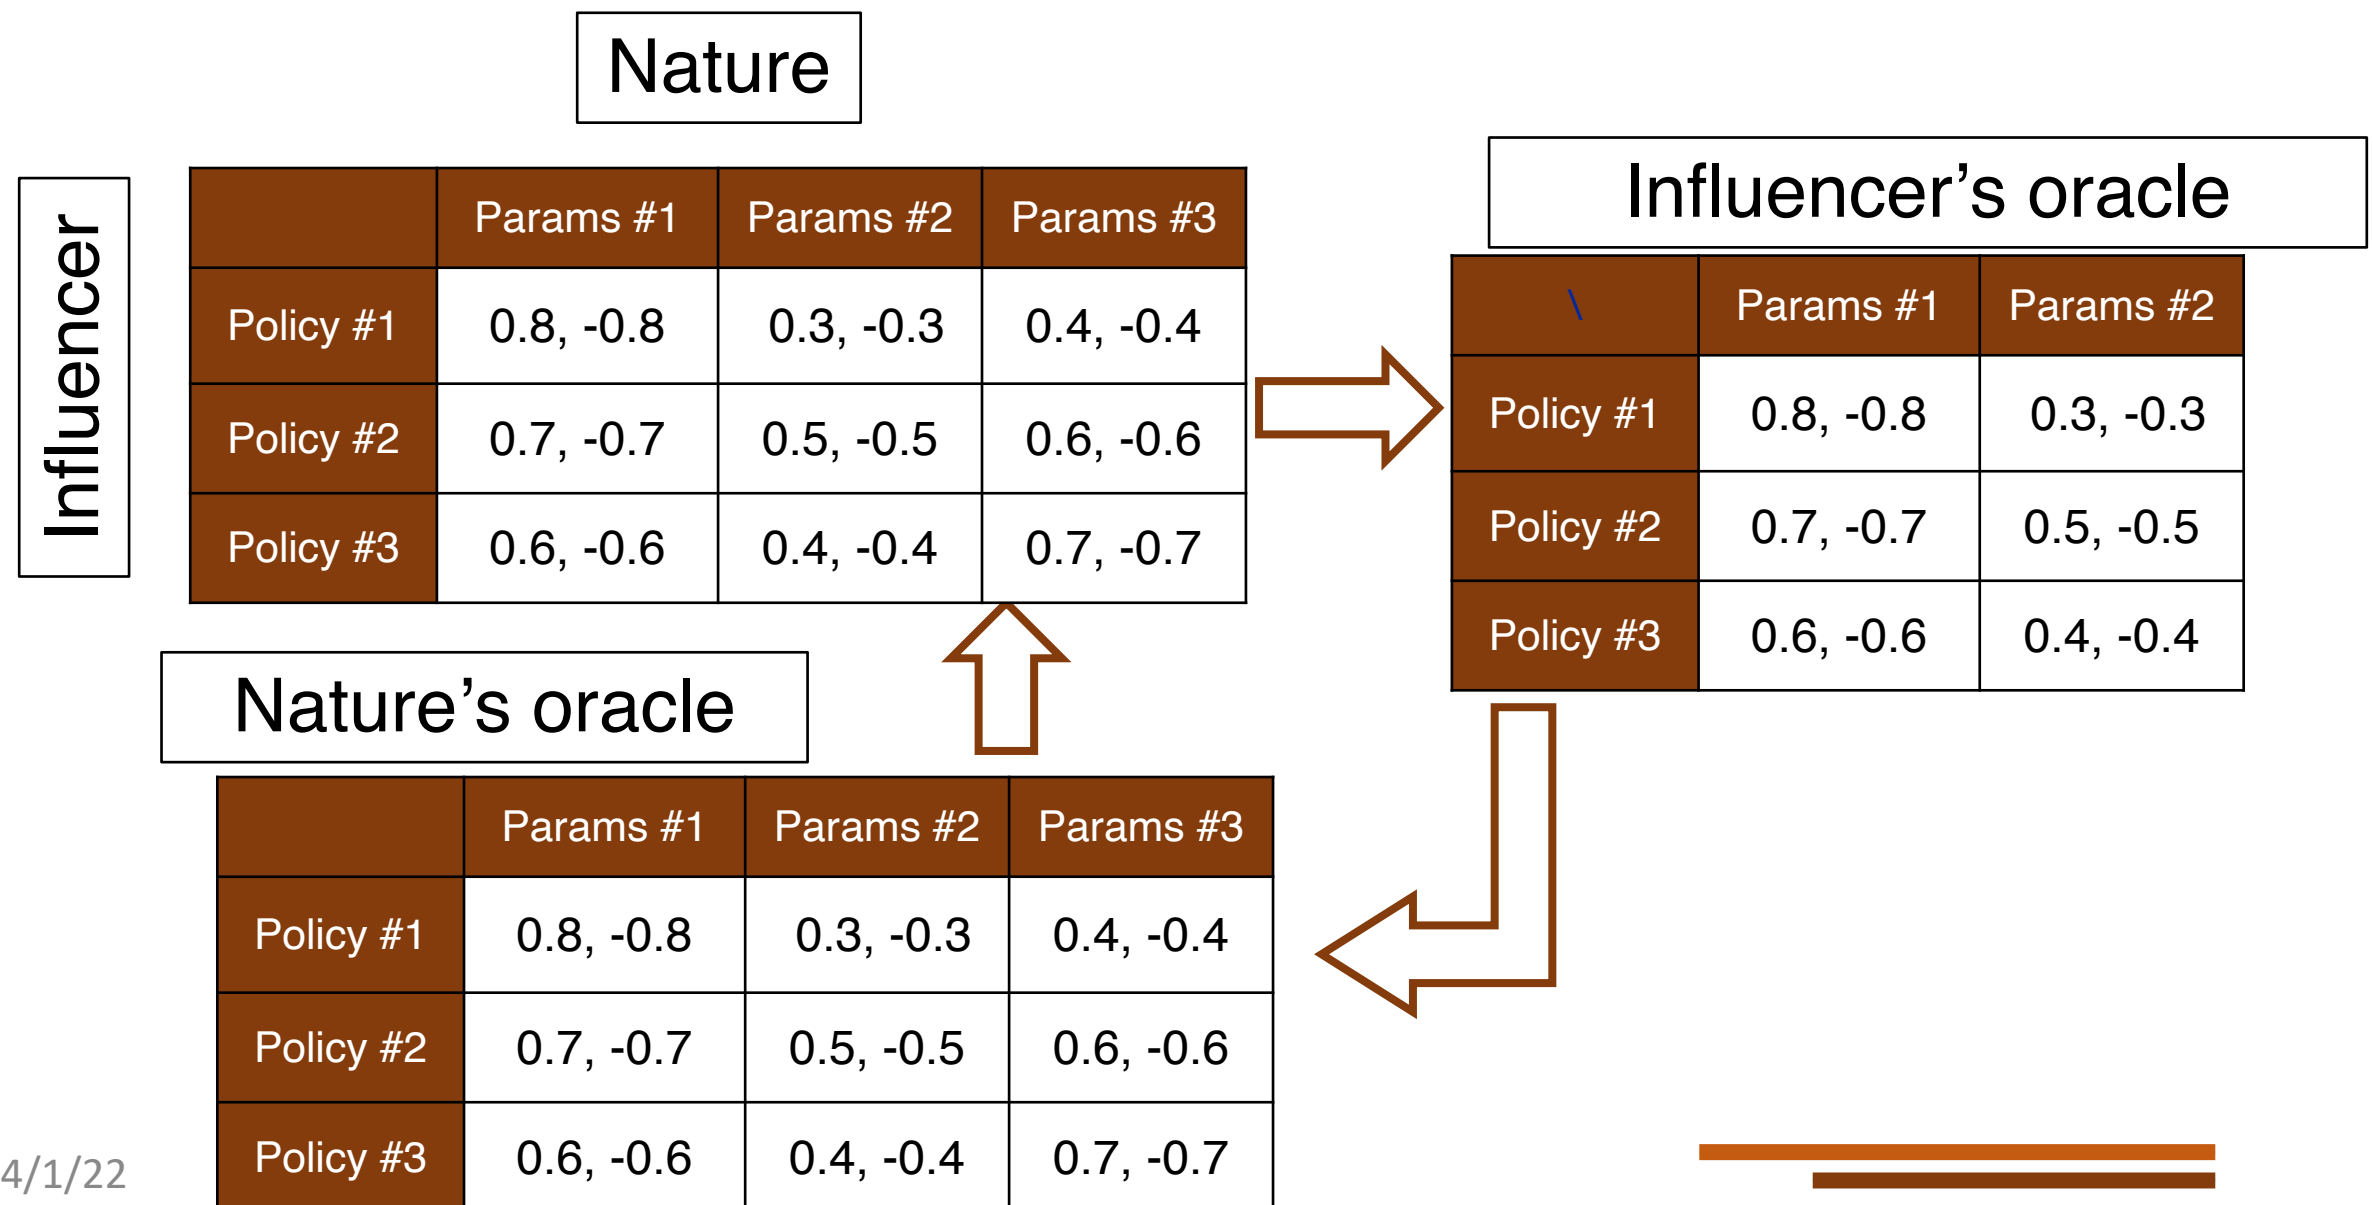 Nature
Influencer
Params #1 Params #2 Params #3
Policy #1 0.8, -0.8 0.3, -0.3 0.4, -0.4
Policy #2 0.7, -0.7 0.5, -0.5 0.6, -0.6
Policy #3 0.6, -0.6 0.4, -0.4 0.7, -0.7
Influencer’s oracle
\ Params #1 Params #2
Policy #1 0.8, -0.8 0.3, -0.3
Policy #2 0.7, -0.7 0.5, -0.5
Policy #3 0.6, -0.6 0.4, -0.4
Nature’s oracle
Params #1 Params #2 Params #3
Policy #1 0.8, -0.8 0.3, -0.3 0.4, -0.4
Policy #2 0.7, -0.7 0.5, -0.5 0.6, -0.6
Policy #3 0.6, -0.6 0.4, -0.4 0.7, -0.7
4/1/22